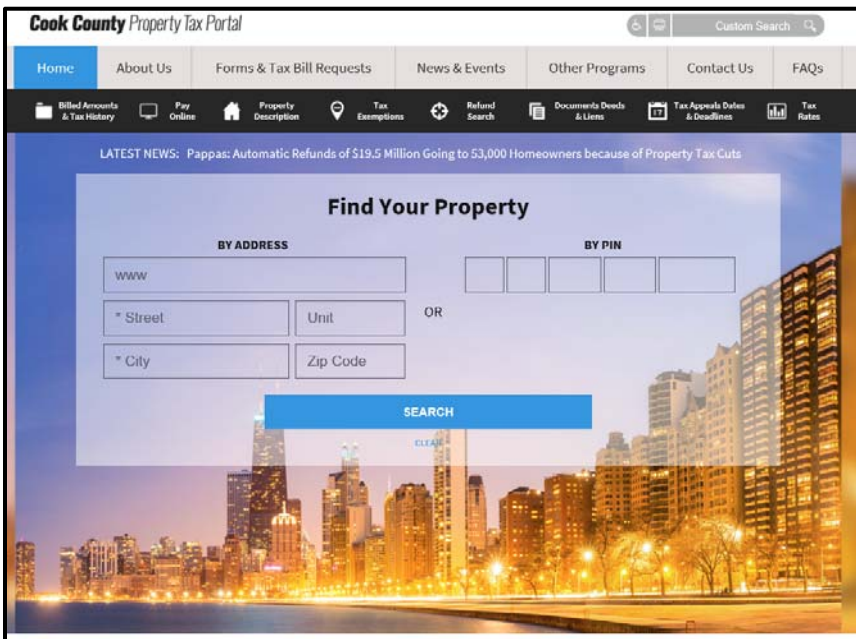 Cook County Property Tax Portal
Custom Search
Home About Us Forms & Tax Bill Requests News & Events Other Programs Contact Us FAQs
Billed Amounts & Tax History
Pay Online
Property Description
Tax Exemptions
Refund Search
Documents Deeds & Liens
17
Tax Appeals Dates & Deadlines
Tax Rates
LATEST NEWS: Pappas: Automatic Refunds of $19.5 Million Going to 53,000 Homeowners because of Property Tax Cuts
Find Your Property
BY ADDRESS
BY PIN
www
* Street
Unit
OR
* City
Zip Code
SEARCH
CLEAR